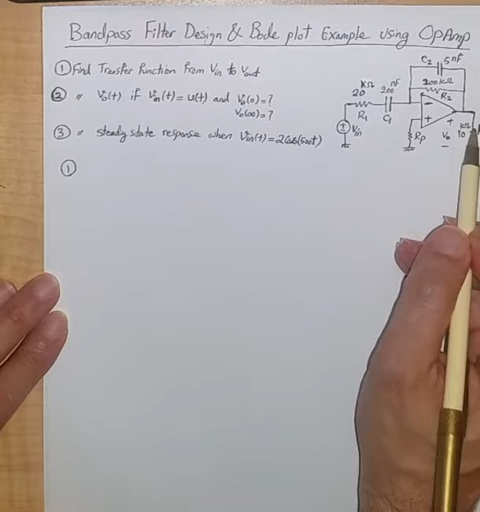 Bandpass Filter Design & Bode plot Example using OpAmp
① Find Transfer function From Vin to Vout
② " Vo(t) if Vin(t) = u(t) and Vo(0) = ?
Vo(∞) = ?
③ " steady state response when Vin(t) = 2Cos(500t)
①
C2 5nF
200KΩ
R2
20 KΩ
R1
200 nF
C1
Vin
-
+
Rp
+
Vo
-
KΩ
10